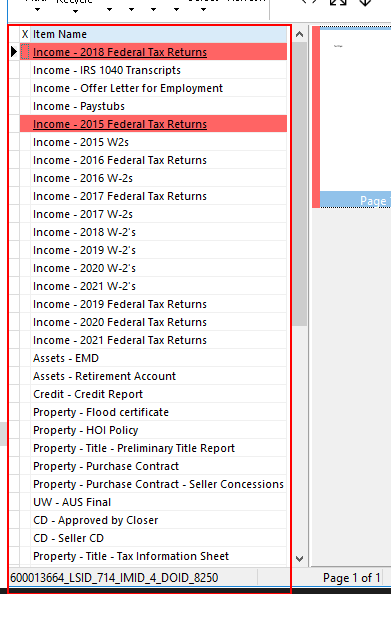 X Item Name
Income - 2018 Federal Tax Returns
Income - IRS 1040 Transcripts
Income - Offer Letter for Employment
Income - Paystubs
Income - 2015 Federal Tax Returns
Income - 2015 W2s
Income - 2016 Federal Tax Returns
Income - 2016 W-2s
Income - 2017 Federal Tax Returns
Income - 2017 W-2s
Income - 2018 W-2's
Income - 2019 W-2's
Income - 2020 W-2's
Income - 2021 W-2's
Income - 2019 Federal Tax Returns
Income - 2020 Federal Tax Returns
Income - 2021 Federal Tax Returns
Assets - EMD
Assets - Retirement Account
Credit - Credit Report
Property - Flood certificate
Property - HOI Policy
Property - Title - Preliminary Title Report
Property - Purchase Contract
Property - Purchase Contract - Seller Concessions
UW - AUS Final
CD - Approved by Closer
CD - Seller CD
Property - Title - Tax Information Sheet
Page
600013664_LSID_714_IMID_4_DOID_8250
Page 1 of 1